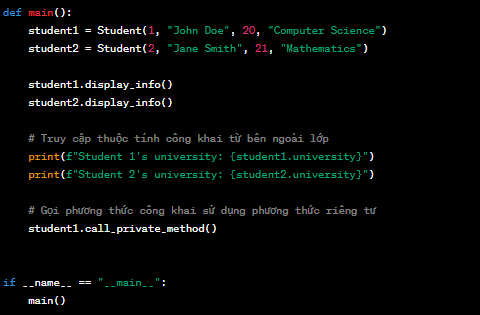 def main():
    student1 = Student(1, "John Doe", 20, "Computer Science")
    student2 = Student(2, "Jane Smith", 21, "Mathematics")
    student1.display_info()
    student2.display_info()
    # Truy cập thuộc tính công khai từ bên ngoài lớp
    print(f"Student 1's university: {student1.university}")
    print(f"Student 2's university: {student2.university}")
    # Gọi phương thức công khai sử dụng phương thức riêng tư
    student1.call_private_method()
if __name__ == "__main__":
    main()